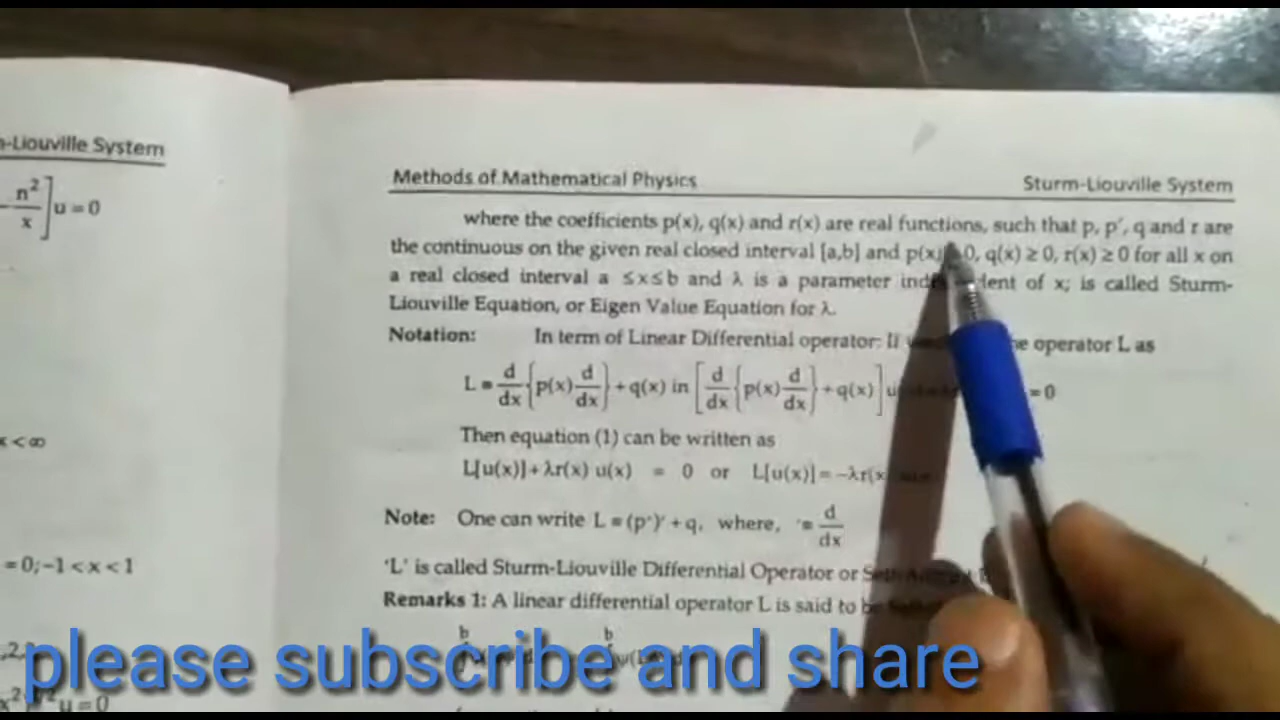 -Liouville System
n²
x
u = 0
x < ∞
= 0; -1 < x < 1
u = 0
Methods of Mathematical Physics
Sturm-Liouville System
where the coefficients p(x), q(x) and r(x) are real functions, such that p, p', q and r are
the continuous on the given real closed interval [a,b] and p(x) 0, q(x) ≥ 0, r(x) ≥ 0 for all x on
a real closed interval a ≤ x ≤ b and λ is a parameter of x; is called Sturm-
Liouville Equation, or Eigen Value Equation for λ.
Notation: In term of Linear Differential operator: If operator L as
L ≡ d/dx {p(x) d/dx} + q(x) in [d/dx {p(x) d/dx} + q(x)] u = 0
Then equation (1) can be written as
L[u(x)] + λr(x) u(x) = 0 or L[u(x)] = -λr(x)
Note: One can write L ≡ (p')' + q, where, ' ≡ d/dx
'L' is called Sturm-Liouville Differential Operator or
Remarks 1: A linear differential operator L is said to be
b b
please subscribe and share